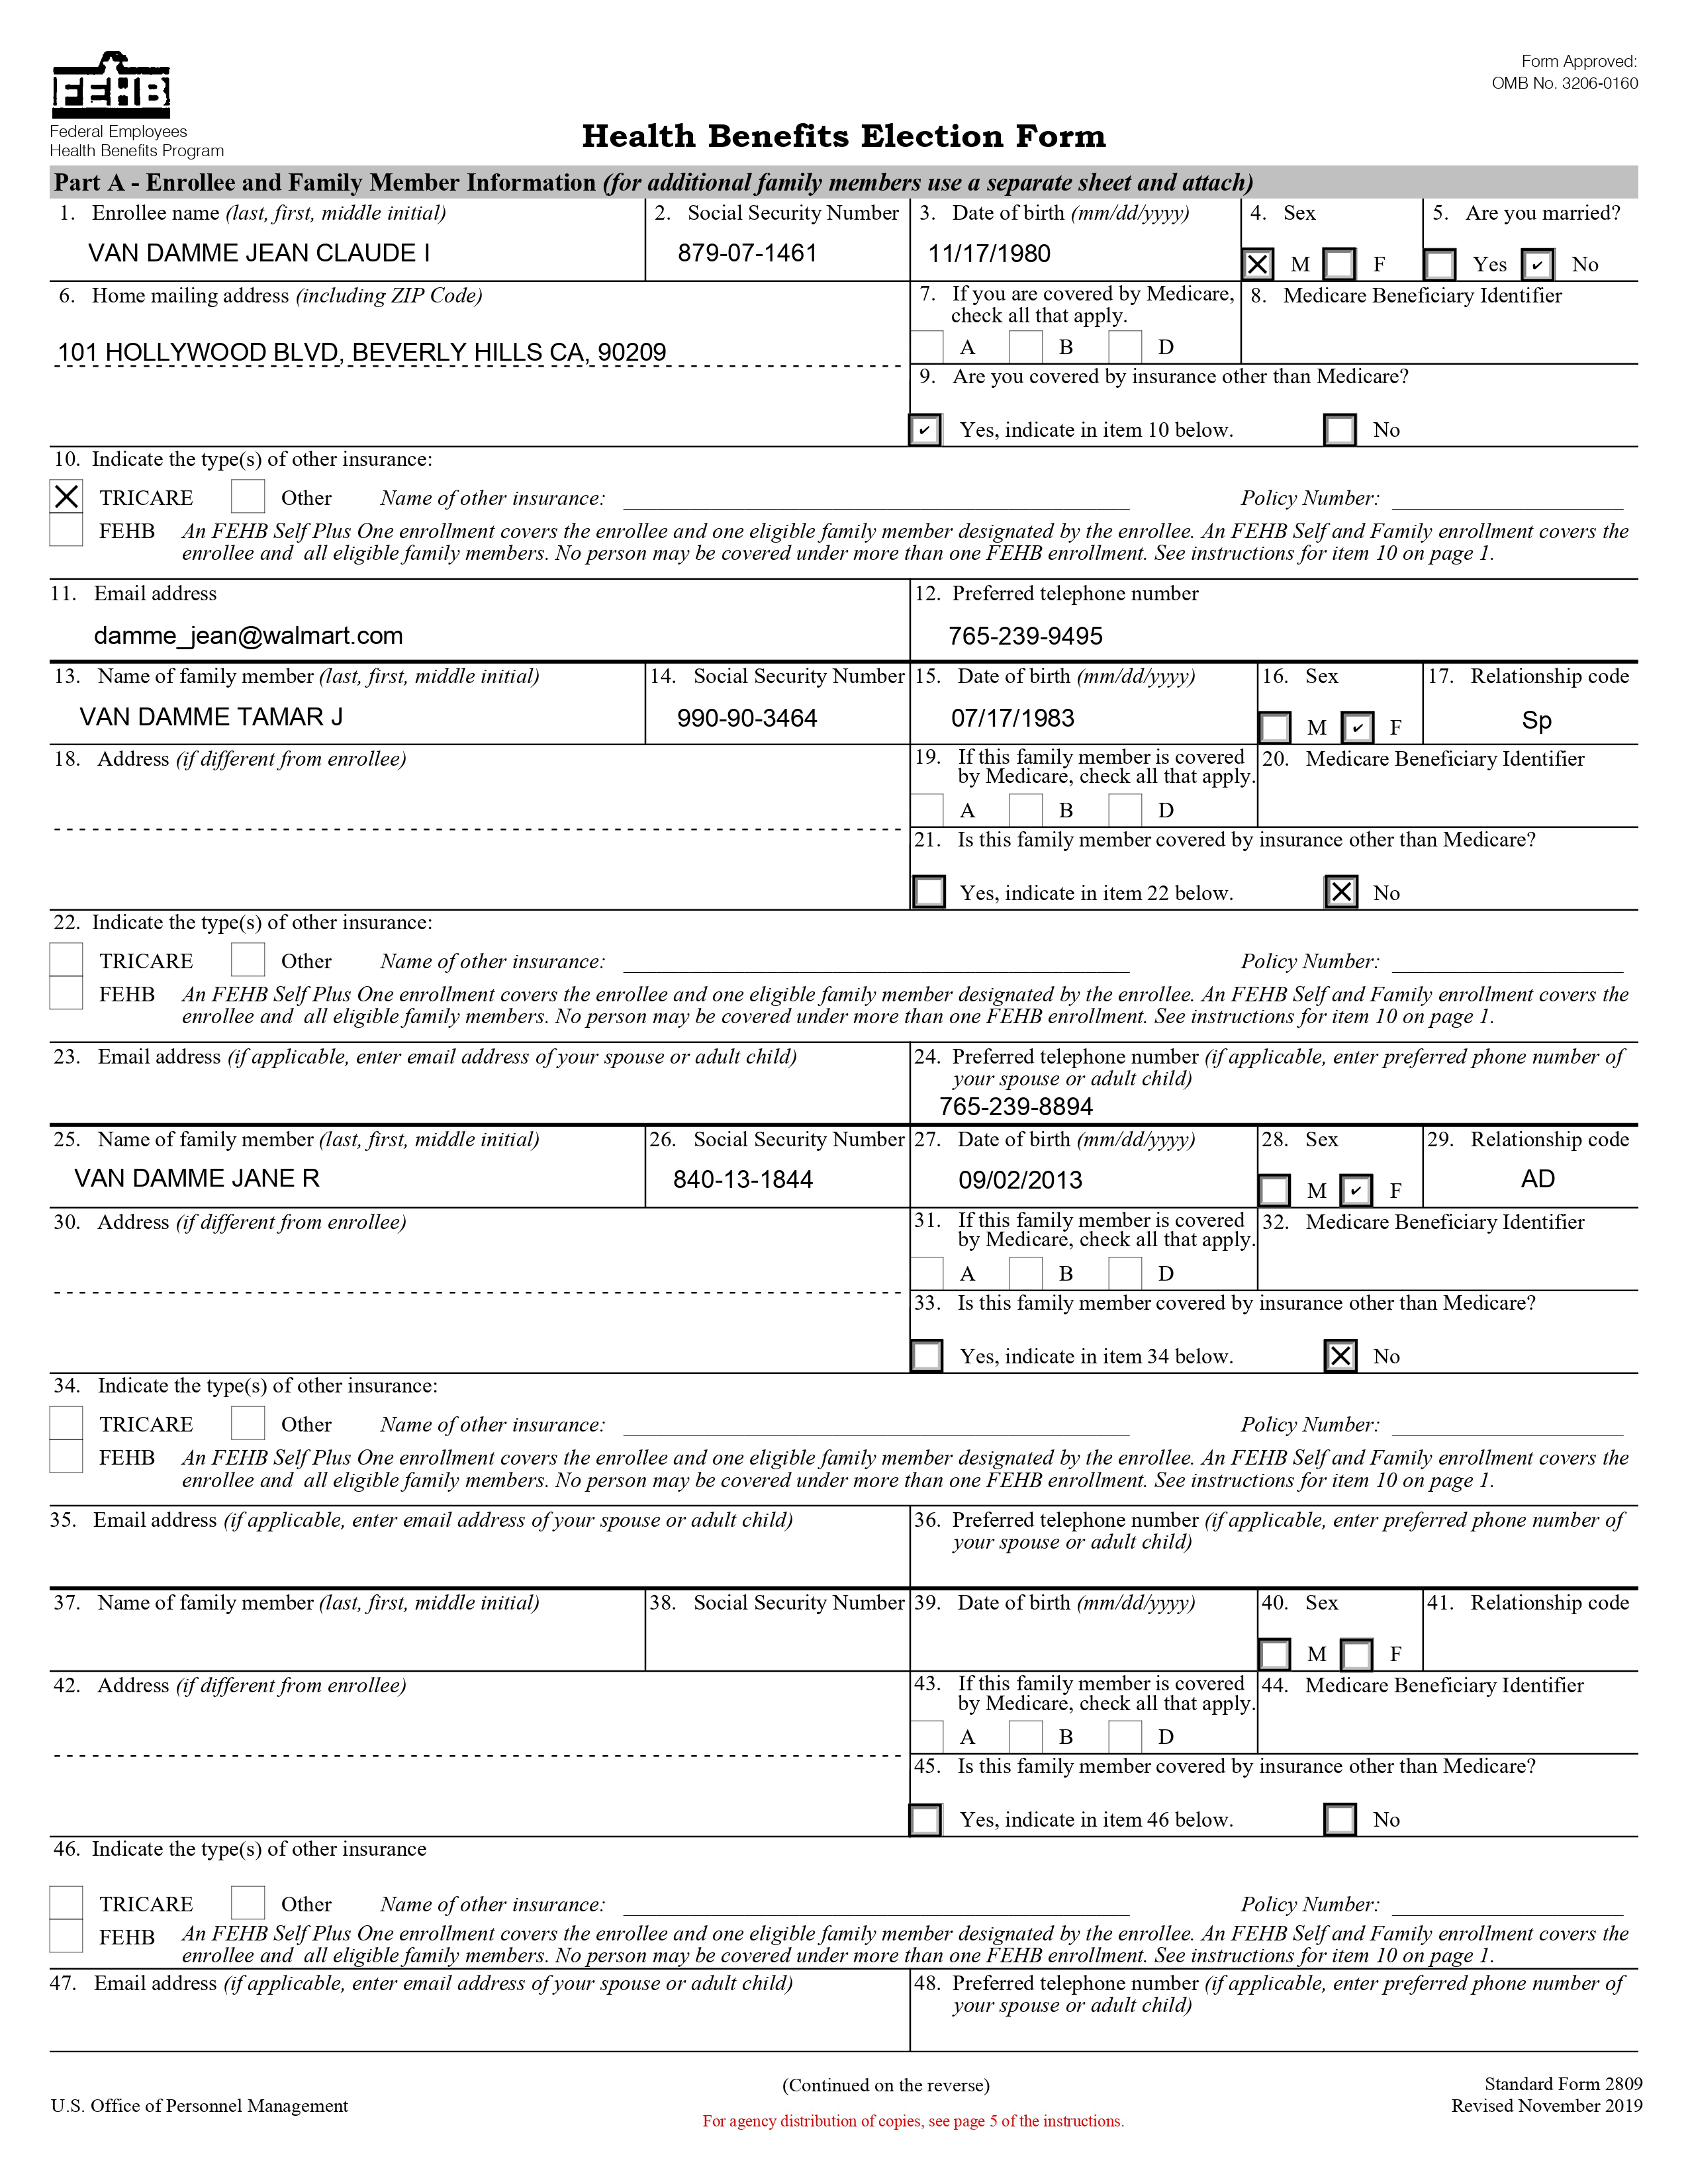 Form Approved:
OMB No. 3206-0160
FEHB
Federal Employees
Health Benefits Program
Health Benefits Election Form
Part A - Enrollee and Family Member Information (for additional family members use a separate sheet and attach)
1. Enrollee name (last, first, middle initial)
VAN DAMME JEAN CLAUDE I
2. Social Security Number
879-07-1461
3. Date of birth (mm/dd/yyyy)
11/17/1980
4. Sex
M F
5. Are you married?
Yes No
6. Home mailing address (including ZIP Code)
101 HOLLYWOOD BLVD, BEVERLY HILLS CA, 90209
7. If you are covered by Medicare,
check all that apply.
A B D
8. Medicare Beneficiary Identifier
9. Are you covered by insurance other than Medicare?
Yes, indicate in item 10 below. No
10. Indicate the type(s) of other insurance:
TRICARE Other Name of other insurance: Policy Number:
FEHB An FEHB Self Plus One enrollment covers the enrollee and one eligible family member designated by the enrollee. An FEHB Self and Family enrollment covers the
enrollee and all eligible family members. No person may be covered under more than one FEHB enrollment. See instructions for item 10 on page 1.
11. Email address
damme_jean@walmart.com
12. Preferred telephone number
765-239-9495
13. Name of family member (last, first, middle initial)
VAN DAMME TAMAR J
14. Social Security Number
990-90-3464
15. Date of birth (mm/dd/yyyy)
07/17/1983
16. Sex
M F
17. Relationship code
Sp
18. Address (if different from enrollee)
19. If this family member is covered
by Medicare, check all that apply.
A B D
20. Medicare Beneficiary Identifier
21. Is this family member covered by insurance other than Medicare?
Yes, indicate in item 22 below. No
22. Indicate the type(s) of other insurance:
TRICARE Other Name of other insurance: Policy Number:
FEHB An FEHB Self Plus One enrollment covers the enrollee and one eligible family member designated by the enrollee. An FEHB Self and Family enrollment covers the
enrollee and all eligible family members. No person may be covered under more than one FEHB enrollment. See instructions for item 10 on page 1.
23. Email address (if applicable, enter email address of your spouse or adult child)
24. Preferred telephone number (if applicable, enter preferred phone number of
your spouse or adult child)
765-239-8894
25. Name of family member (last, first, middle initial)
VAN DAMME JANE R
26. Social Security Number
840-13-1844
27. Date of birth (mm/dd/yyyy)
09/02/2013
28. Sex
M F
29. Relationship code
AD
30. Address (if different from enrollee)
31. If this family member is covered
by Medicare, check all that apply.
A B D
32. Medicare Beneficiary Identifier
33. Is this family member covered by insurance other than Medicare?
Yes, indicate in item 34 below. No
34. Indicate the type(s) of other insurance:
TRICARE Other Name of other insurance: Policy Number:
FEHB An FEHB Self Plus One enrollment covers the enrollee and one eligible family member designated by the enrollee. An FEHB Self and Family enrollment covers the
enrollee and all eligible family members. No person may be covered under more than one FEHB enrollment. See instructions for item 10 on page 1.
35. Email address (if applicable, enter email address of your spouse or adult child)
36. Preferred telephone number (if applicable, enter preferred phone number of
your spouse or adult child)
37. Name of family member (last, first, middle initial)
38. Social Security Number
39. Date of birth (mm/dd/yyyy)
40. Sex
M F
41. Relationship code
42. Address (if different from enrollee)
43. If this family member is covered
by Medicare, check all that apply.
A B D
44. Medicare Beneficiary Identifier
45. Is this family member covered by insurance other than Medicare?
Yes, indicate in item 46 below. No
46. Indicate the type(s) of other insurance
TRICARE Other Name of other insurance: Policy Number:
FEHB An FEHB Self Plus One enrollment covers the enrollee and one eligible family member designated by the enrollee. An FEHB Self and Family enrollment covers the
enrollee and all eligible family members. No person may be covered under more than one FEHB enrollment. See instructions for item 10 on page 1.
47. Email address (if applicable, enter email address of your spouse or adult child)
48. Preferred telephone number (if applicable, enter preferred phone number of
your spouse or adult child)
(Continued on the reverse)
U.S. Office of Personnel Management
For agency distribution of copies, see page 5 of the instructions.
Standard Form 2809
Revised November 2019